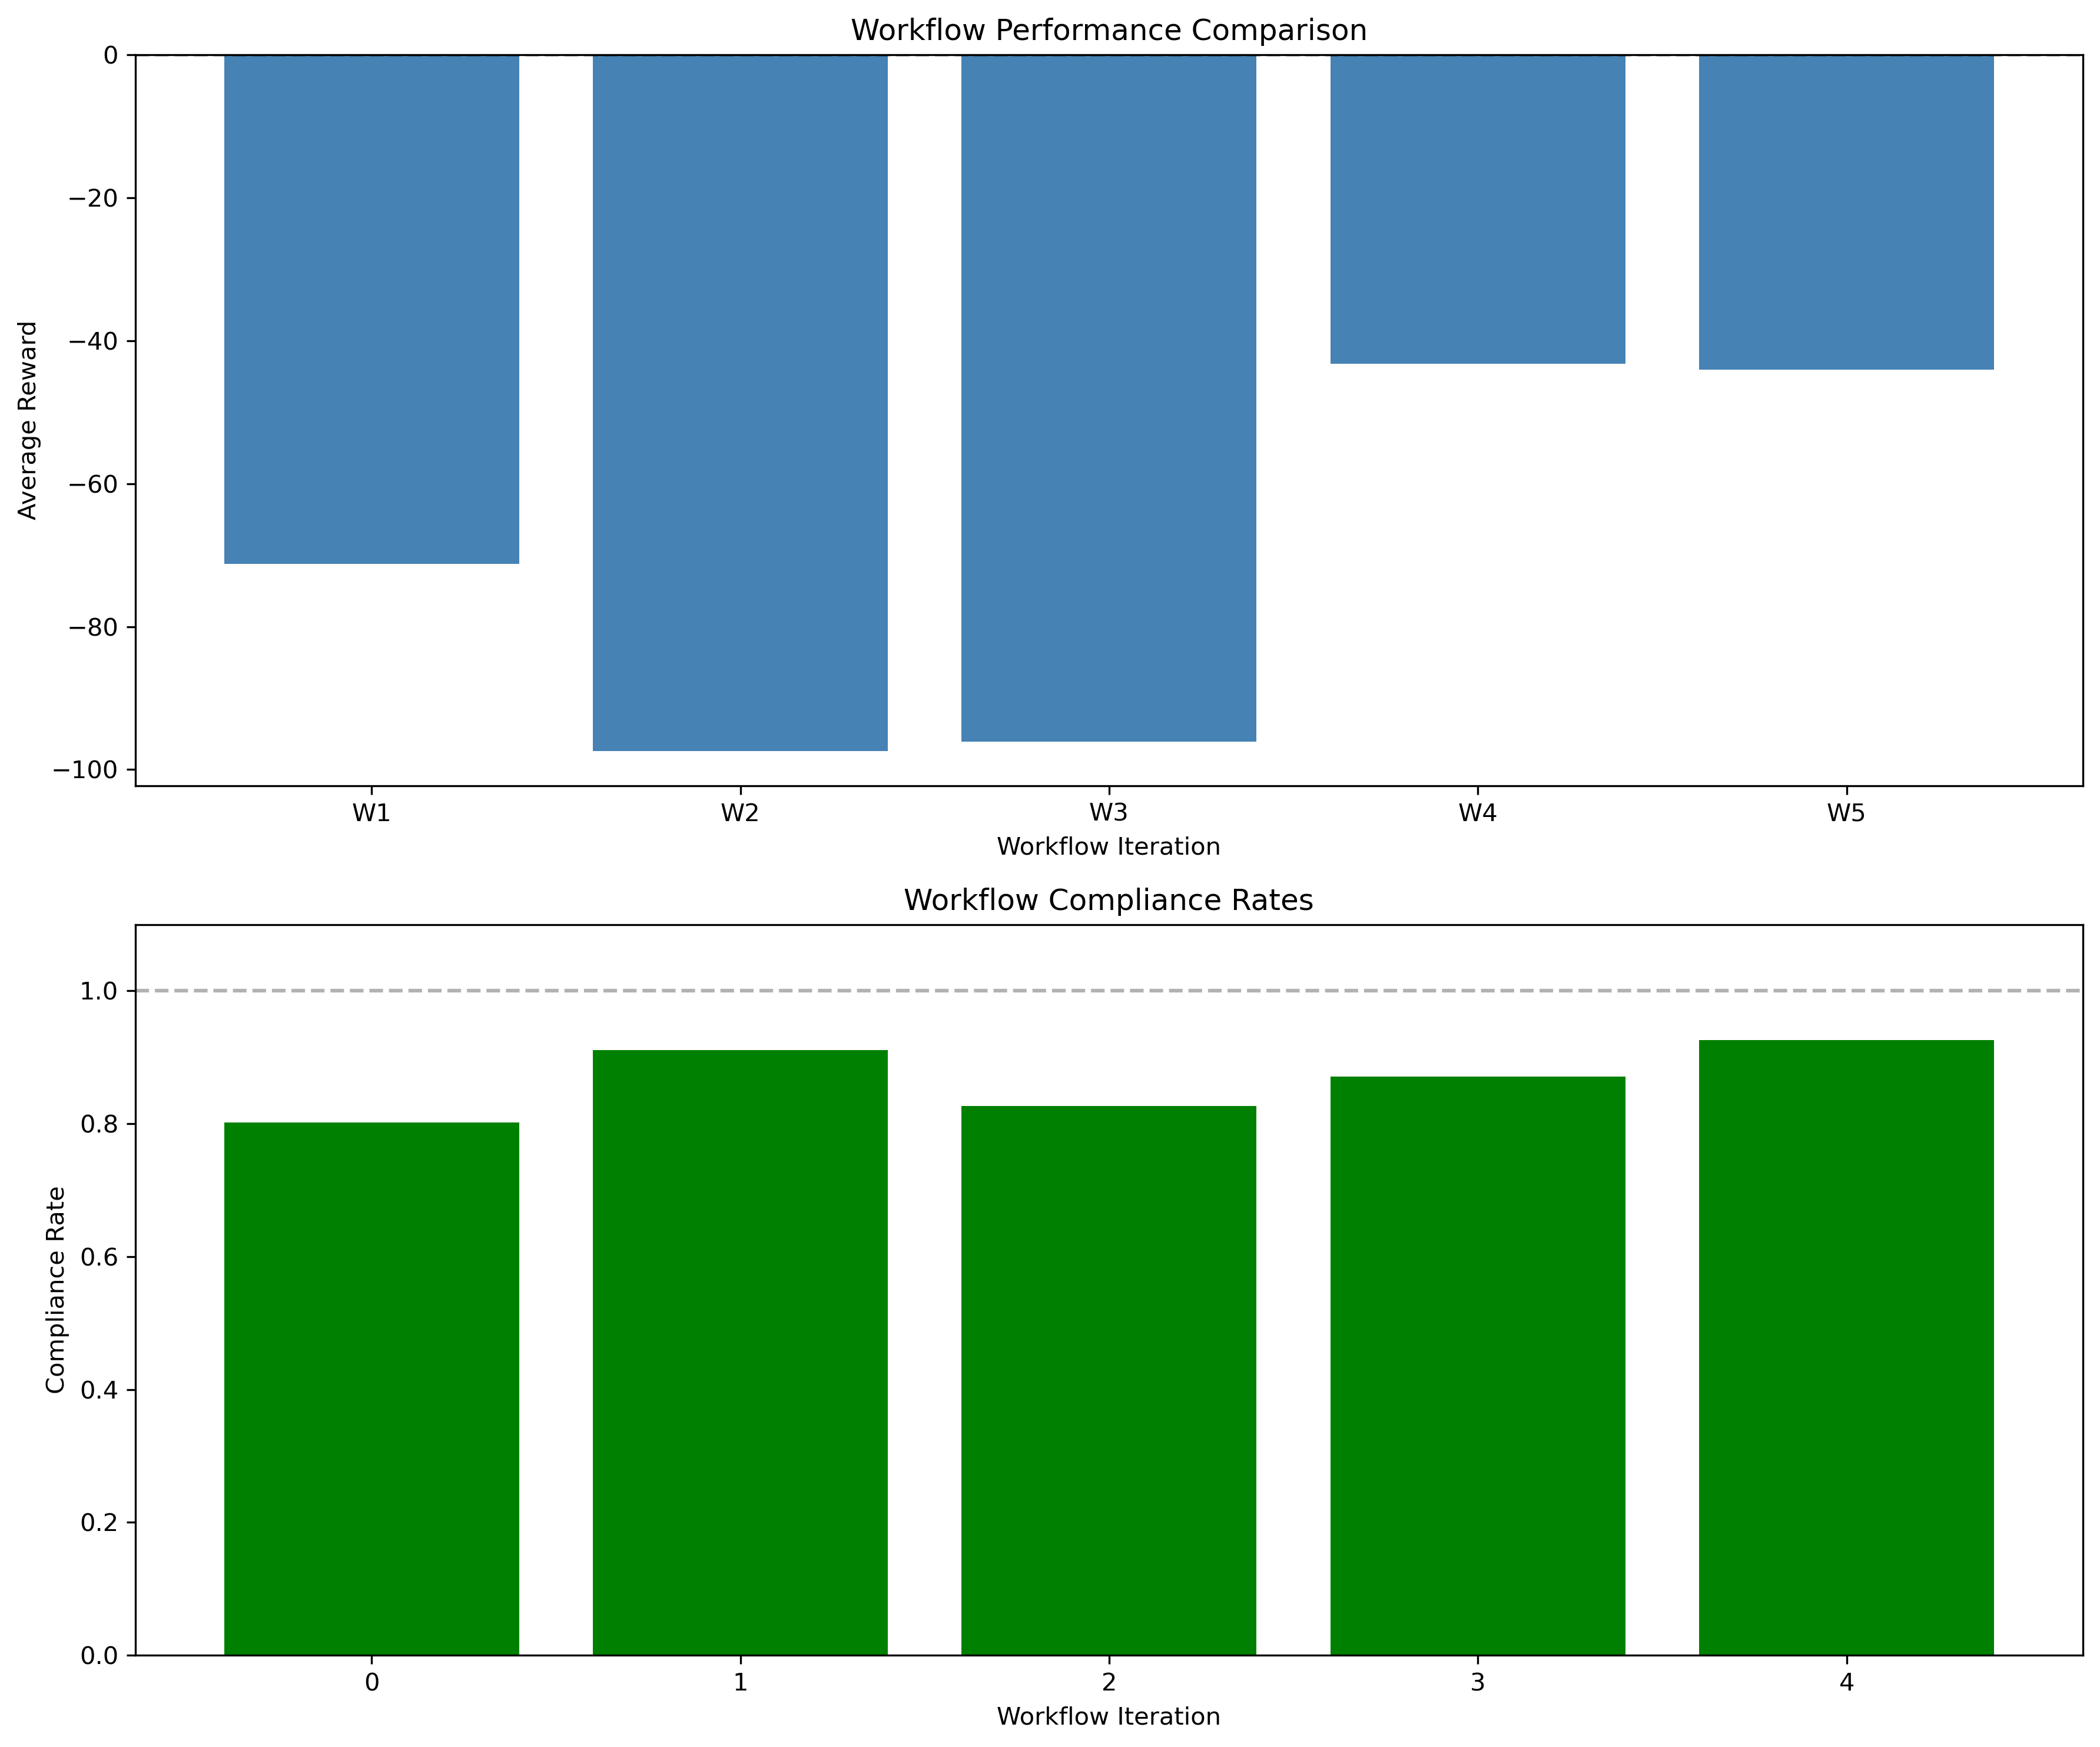 Workflow Performance Comparison
0
−20
−40
−60
−80
−100
Average Reward
W1 W2 W3 W4 W5
Workflow Iteration
Workflow Compliance Rates
1.0
0.8
0.6
0.4
0.2
0.0
Compliance Rate
0 1 2 3 4
Workflow Iteration